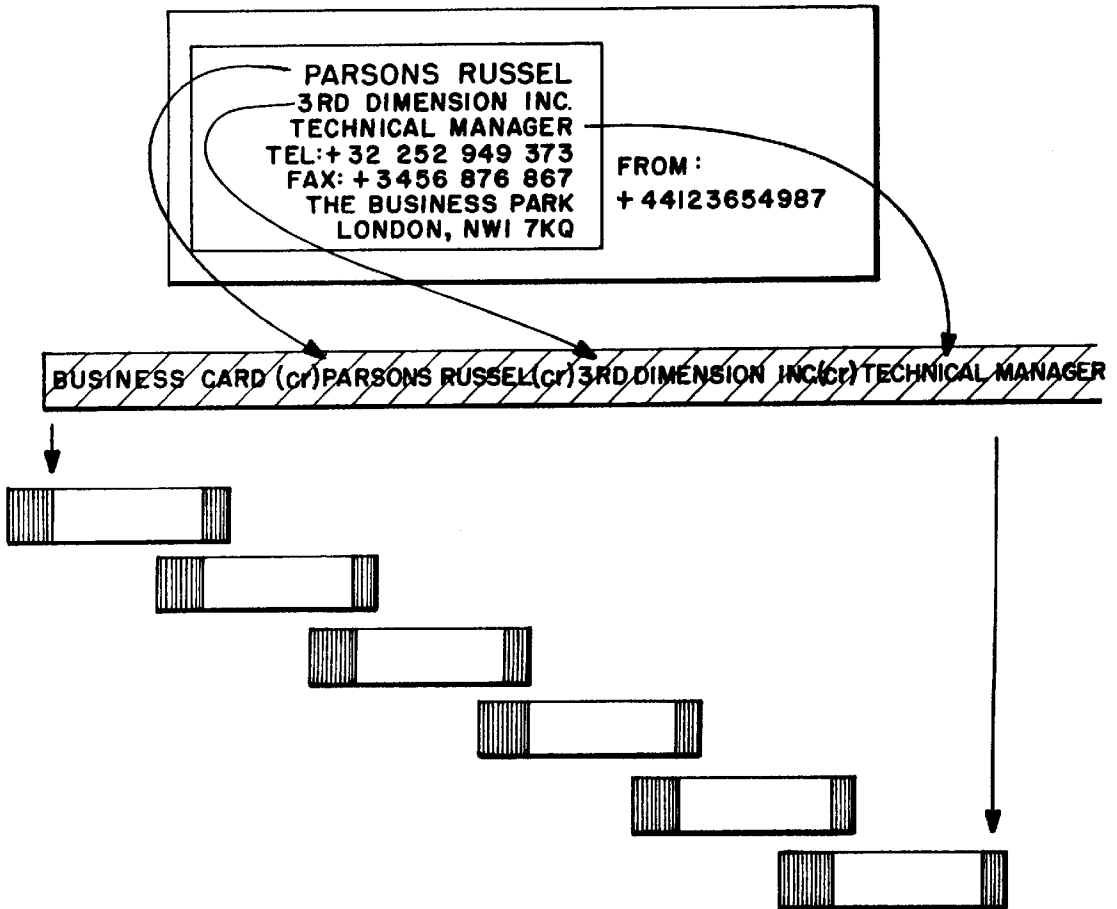 PARSONS RUSSEL
3RD DIMENSION INC.
TECHNICAL MANAGER
TEL:+32 252 949 373
FAX: +3456 876 867
THE BUSINESS PARK
LONDON, NW1 7KQ
FROM:
+44123654987
BUSINESS CARD (cr) PARSONS RUSSEL(cr) 3RD DIMENSION INC(cr) TECHNICAL MANAGER